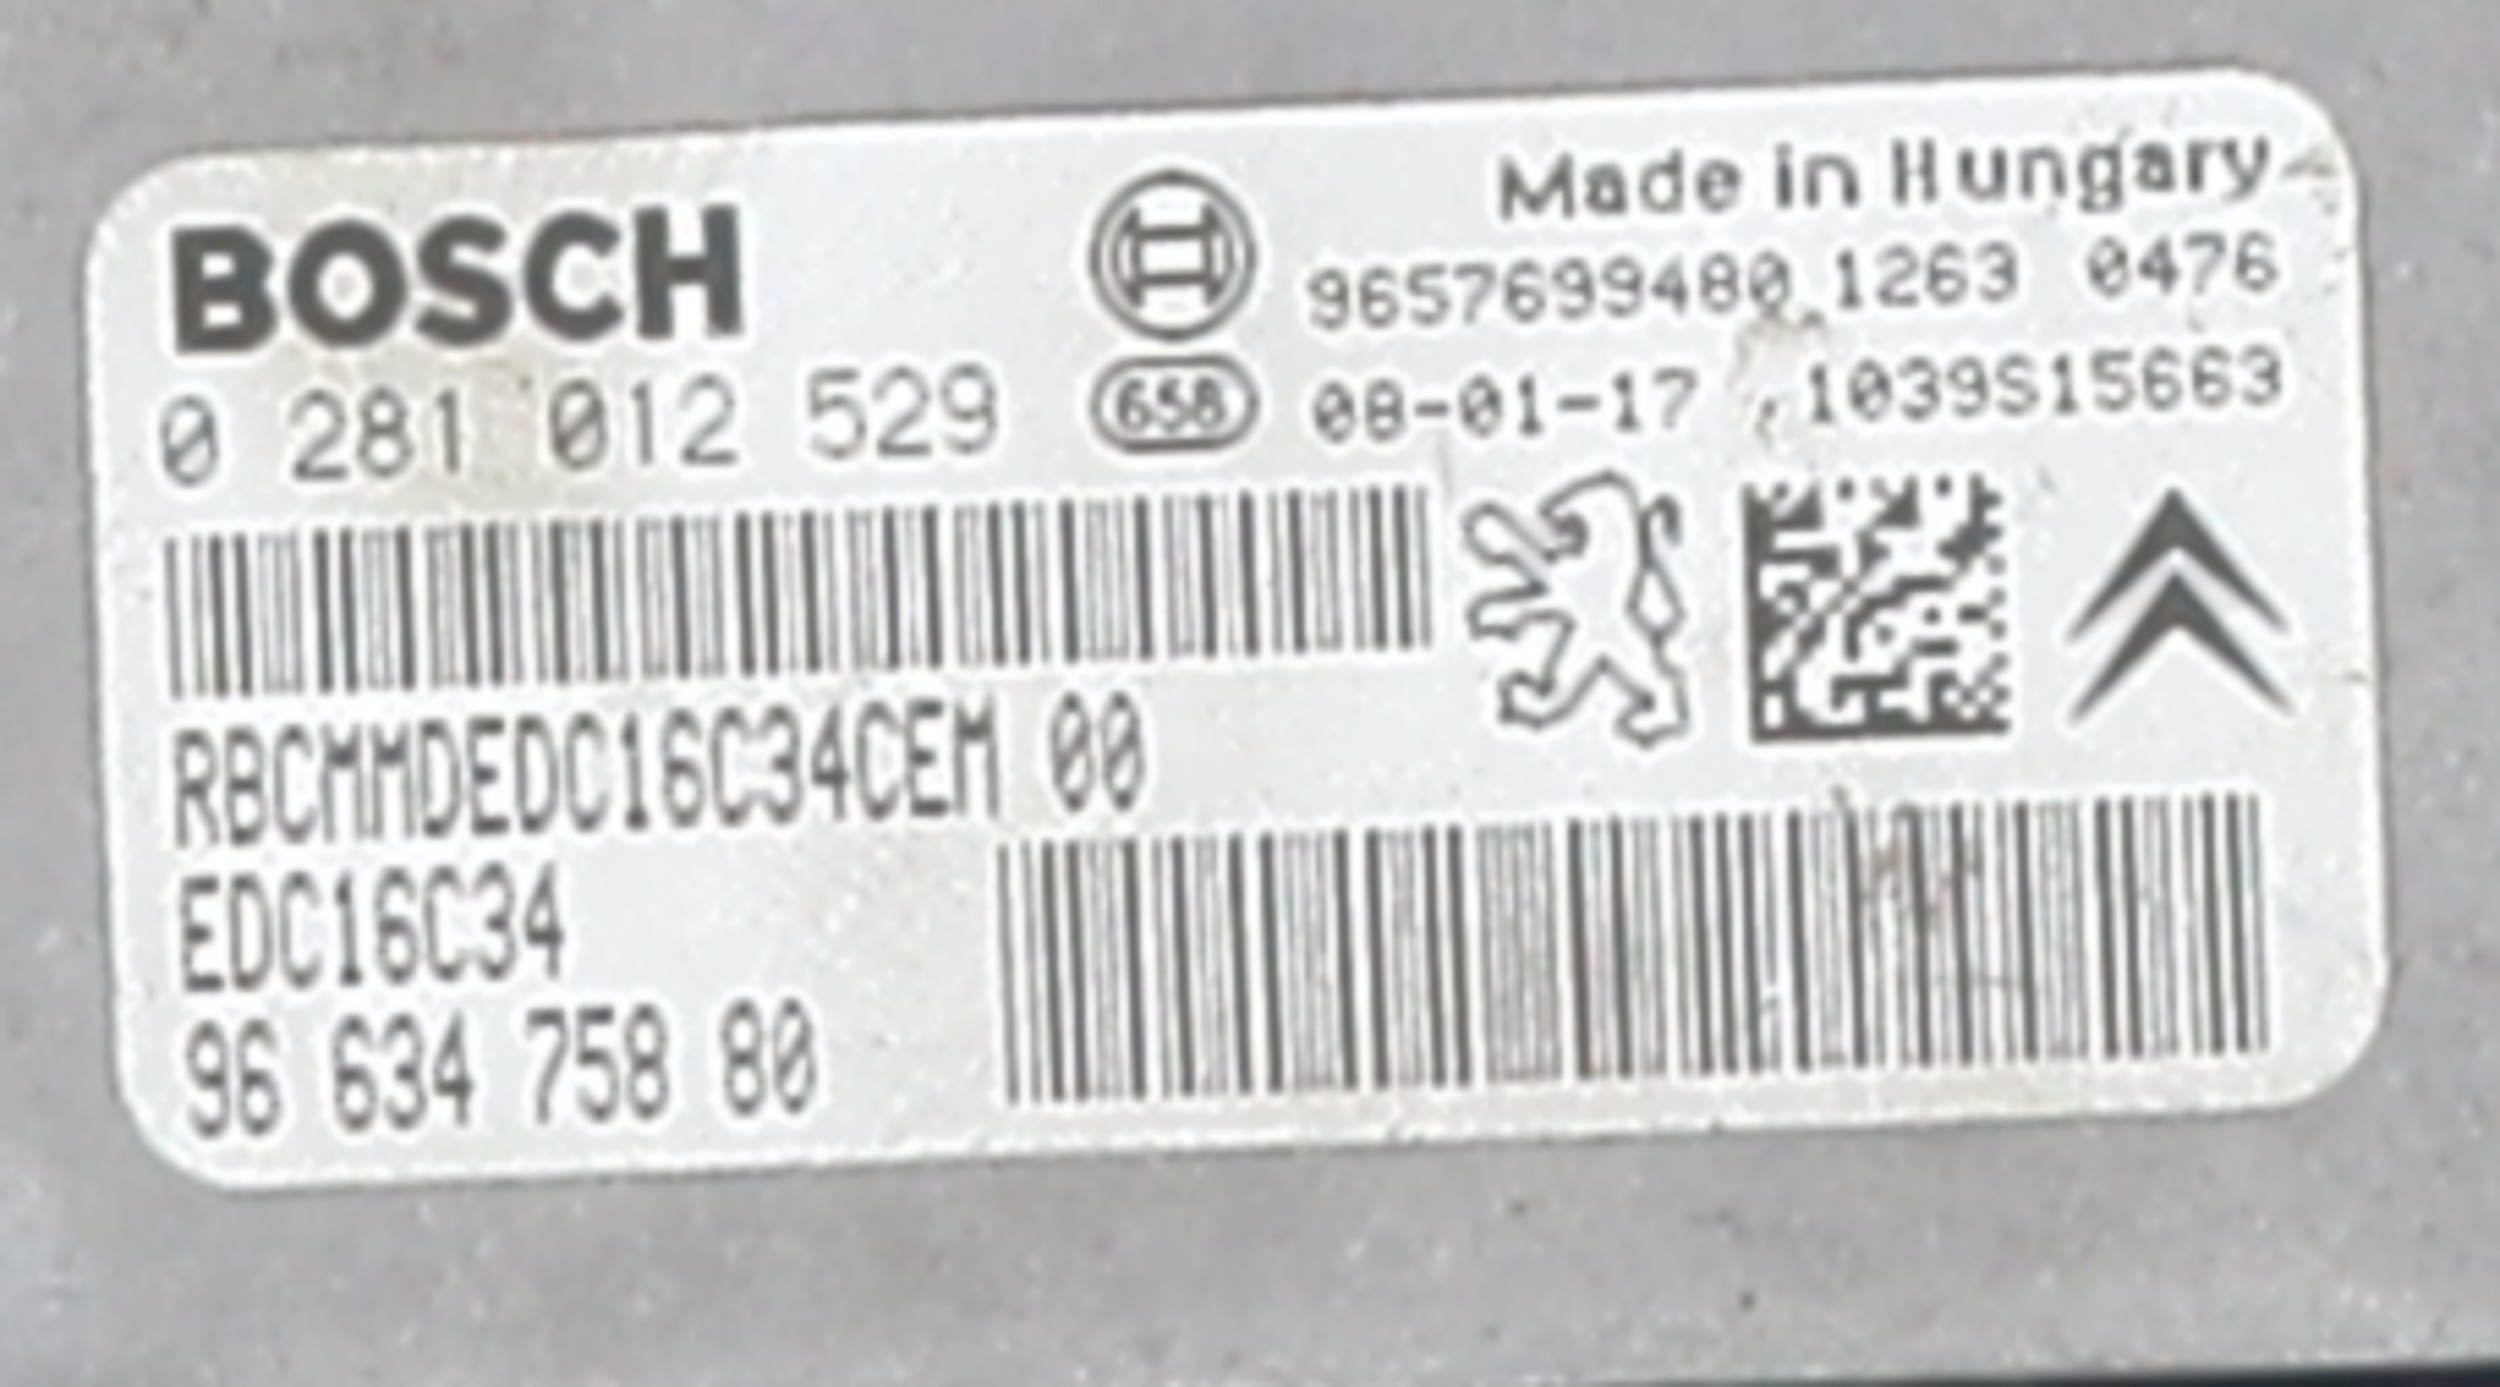 BOSCH
Made in Hungary
9657699480 1263 0476
0 281 012 529
658
08-01-17 1039S15663
RBCMMDEDC16C34CEM 00
EDC16C34
96 634 758 80